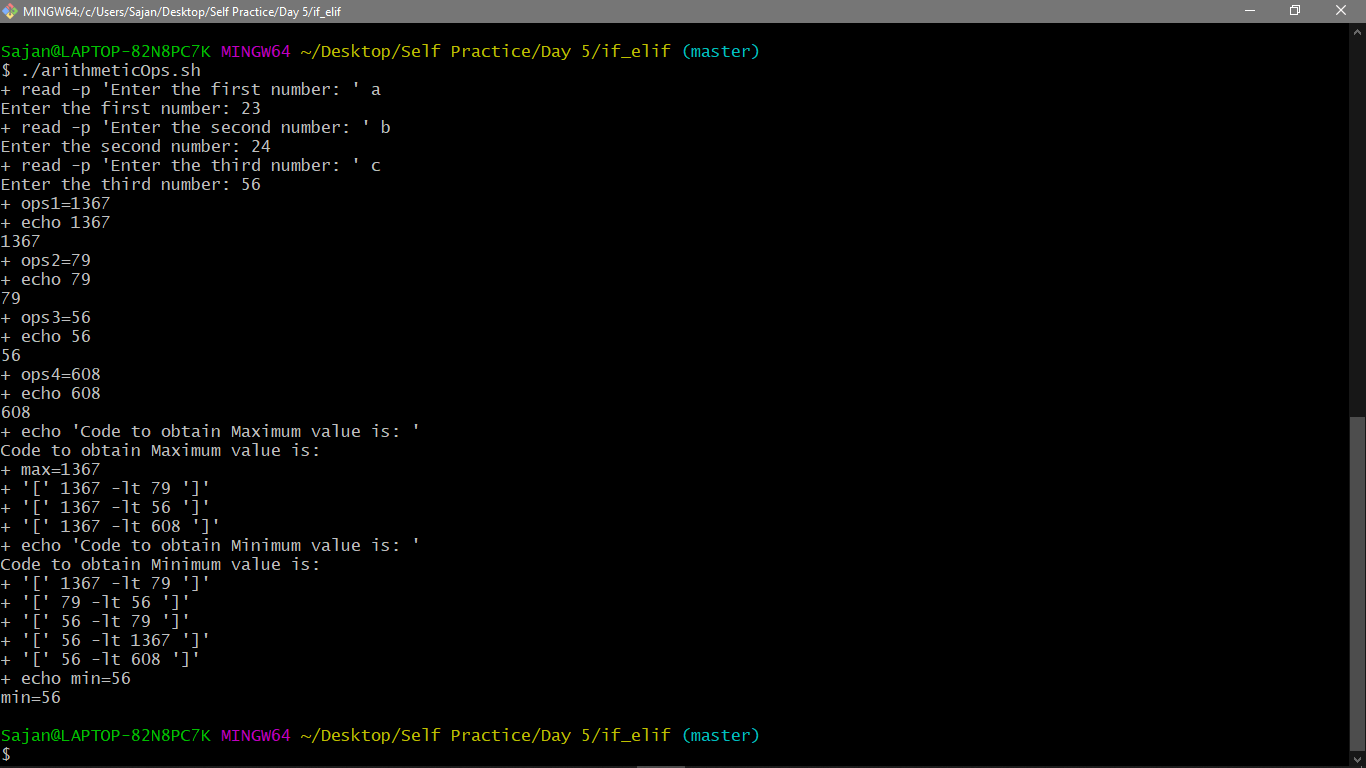 MINGW64:/c/Users/Sajan/Desktop/Self Practice/Day 5/if_elif
Sajan@LAPTOP-82N8PC7K MINGW64 ~/Desktop/Self Practice/Day 5/if_elif (master)
$ ./arithmeticOps.sh
+ read -p 'Enter the first number: ' a
Enter the first number: 23
+ read -p 'Enter the second number: ' b
Enter the second number: 24
+ read -p 'Enter the third number: ' c
Enter the third number: 56
+ ops1=1367
+ echo 1367
1367
+ ops2=79
+ echo 79
79
+ ops3=56
+ echo 56
56
+ ops4=608
+ echo 608
608
+ echo 'Code to obtain Maximum value is: '
Code to obtain Maximum value is:
+ max=1367
+ '[' 1367 -lt 79 ']'
+ '[' 1367 -lt 56 ']'
+ '[' 1367 -lt 608 ']'
+ echo 'Code to obtain Minimum value is: '
Code to obtain Minimum value is:
+ '[' 1367 -lt 79 ']'
+ '[' 79 -lt 56 ']'
+ '[' 56 -lt 79 ']'
+ '[' 56 -lt 1367 ']'
+ '[' 56 -lt 608 ']'
+ echo min=56
min=56
Sajan@LAPTOP-82N8PC7K MINGW64 ~/Desktop/Self Practice/Day 5/if_elif (master)
$